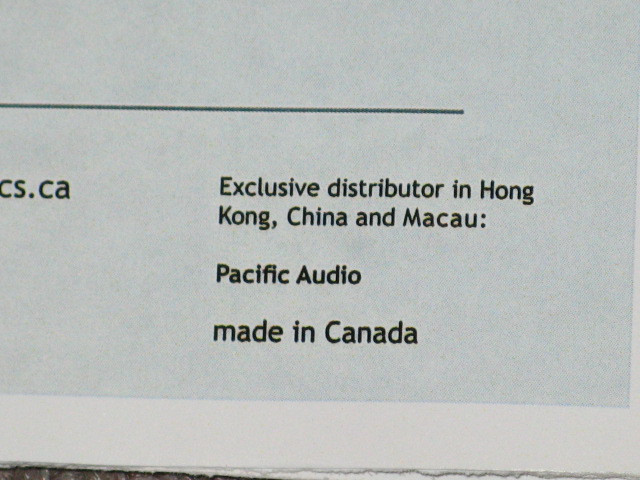 cs.ca
Exclusive distributor in Hong
Kong, China and Macau:
Pacific Audio
made in Canada